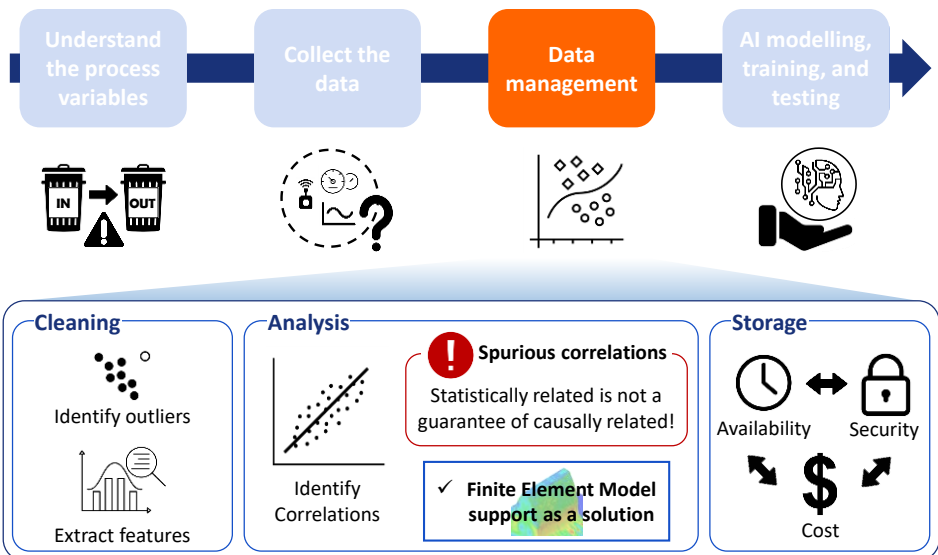 Understand
the process
variables
Collect the
data
Data
management
AI modelling,
training, and
testing
IN
OUT
Cleaning
Identify outliers
Extract features
Analysis
Identify
Correlations
! Spurious correlations
Statistically related is not a
guarantee of causally related!
✓ Finite Element Model
support as a solution
Storage
Availability
Security
$
Cost